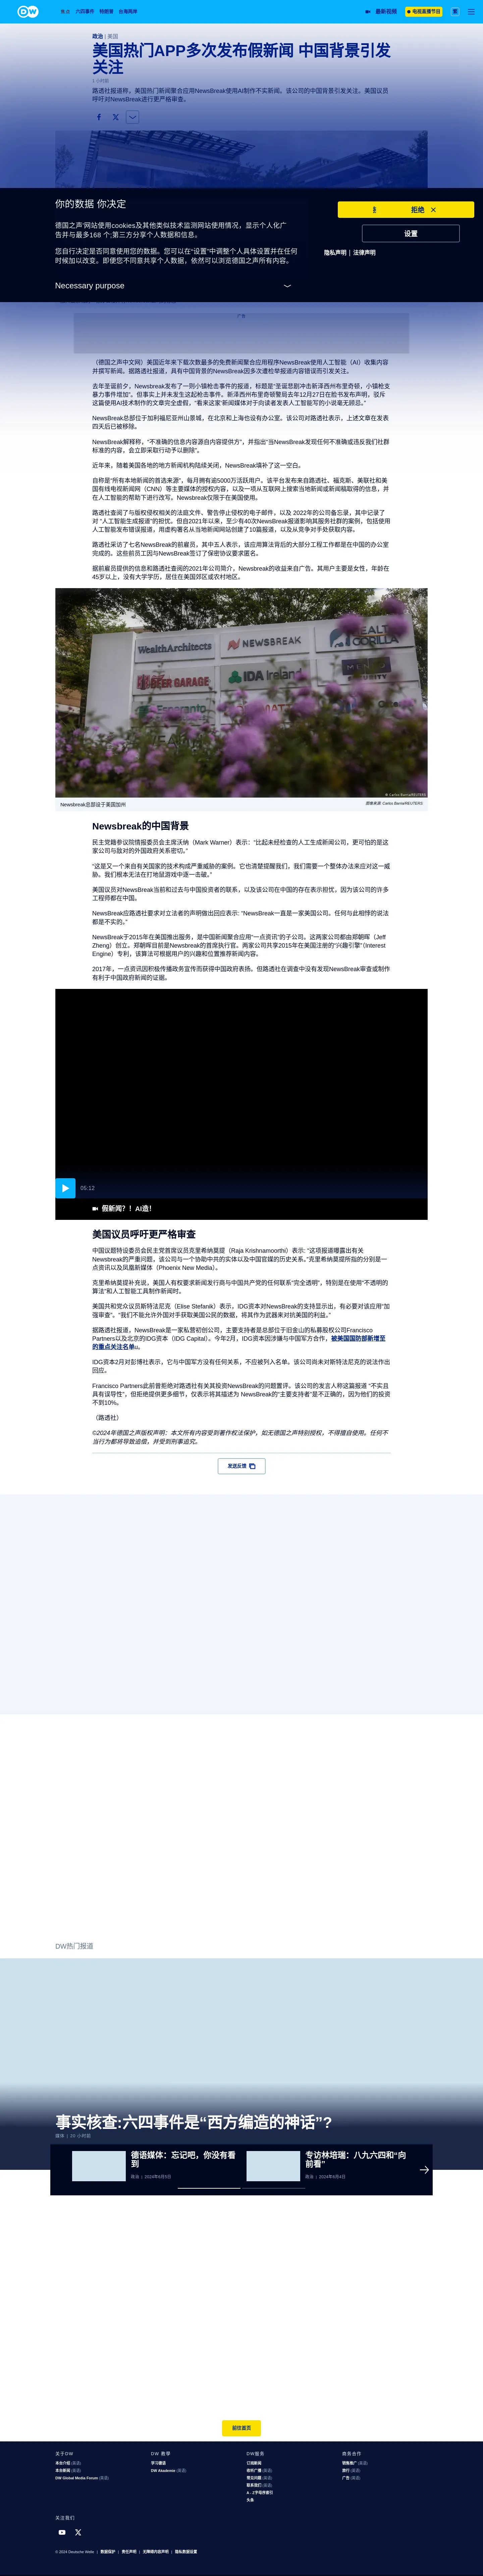 DW
焦点 六四事件 特朗普 台海两岸
最新视频
电视直播节目
繁
政治 | 美国
美国热门APP多次发布假新闻 中国背景引发
关注
路透社报道称，美国热门新闻聚合应用NewsBreak使用AI制作不实新闻。该公司的中国背景引发关注。美国议员
呼吁对NewsBreak进行更严格审查。
你的数据 你决定
拒绝
德国之声'网站使用cookies及其他类似技术监测网站使用情况，显示个人化广
告并与最多168 个;第三方分享个人数据信息。
设置
隐私声明 | 法律声明
您自行决定是否同意使用您的数据。您可以在"设置"中调整个人具体设置并在任何
时候加以改变。即便您不同意共享个人数据，依然可以浏览德国之声所有内容。
Necessary purpose
广告
（德国之声中文网）美国近年来下载次数最多的免费新闻聚合应用程序NewsBreak使用人工智能（AI）收集内容
并撰写新闻。据路透社报道，具有中国背景的NewsBreak因多次遭检举报道内容错误而引发关注。
去年圣诞前夕，Newsbreak发布了一则小镇枪击事件的报道，标题是"圣诞悲剧冲击新泽西州布里奇顿，小镇枪支
暴力事件增加"。但事实上并未发生这起枪击事件。新泽西州布里奇顿警局去年12月27日在脸书发布声明，驳斥
这篇使用AI技术制作的文章完全虚假，"看来这家'新闻媒体对于向读者发表人工智能写的小说毫无顾忌。"
NewsBreak总部位于加利福尼亚州山景城，在北京和上海也设有办公室。该公司对路透社表示，上述文章在发表
四天后已被移除。
NewsBreak解释称，"不准确的信息内容源自内容提供方"，并指出"当NewsBreak发现任何不准确或违反我们社群
标准的内容，会立即采取行动予以删除"。
近年来，随着美国各地的地方新闻机构陆续关闭，NewsBreak填补了这一空白。
自称是"所有本地新闻的首选来源"，每月拥有逾5000万活跃用户，该平台发布来自路透社、福克斯、美联社和美
国有线电视新闻网（CNN）等主要媒体的授权内容，以及一项从互联网上搜索当地新闻或新闻稿取得的信息，并
在人工智能的帮助下进行改写。Newsbreak仅限于在美国使用。
路透社查阅了与版权侵权相关的法庭文件、警告停止侵权的电子邮件，以及 2022年的公司备忘录，其中记录了
对 "人工智能生成报道"的担忧。但自2021年以来，至少有40次NewsBreak报道影响其服务社群的案例，包括使用
人工智能发布错误报道，用虚构署名从当地新闻网站创建了10篇报道，以及从竞争对手处获取内容。
路透社采访了七名NewsBreak的前雇员，其中五人表示，该应用算法背后的大部分工程工作都是在中国的办公室
完成的。这些前员工因与NewsBreak签订了保密协议要求匿名。
据前雇员提供的信息和路透社查阅的2021年公司简介，Newsbreak的收益来自广告。其用户主要是女性，年龄在
45岁以上，没有大学学历，居住在美国郊区或农村地区。
WealthArchitects
BEER GARAGE
NEWSBREAK
IDA Ireland
WEALTH
GORILLA
© Carlos Barria/REUTERS
Newsbreak总部设于美国加州
图像来源: Carlos Barria/REUTERS
Newsbreak的中国背景
民主党籍参议院情报委员会主席沃纳（Mark Warner）表示："比起未经检查的人工生成新闻公司，更可怕的是这
家公司与敌对的外国政府关系密切。"
"这是又一个来自有关国家的技术构成严重威胁的案例。它也清楚提醒我们，我们需要一个整体办法来应对这一威
胁。我们根本无法在打地鼠游戏中逐一击破。"
美国议员对NewsBreak当前和过去与中国投资者的联系，以及该公司在中国的存在表示担忧，因为该公司的许多
工程师都在中国。
NewsBreak应路透社要求对立法者的声明做出回应表示: "NewsBreak一直是一家美国公司。任何与此相悖的说法
都是不实的。"
NewsBreak于2015年在美国推出服务，是中国新闻聚合应用"一点资讯"的子公司。这两家公司都由郑朝晖（Jeff
Zheng）创立。郑朝晖目前是Newsbreak的首席执行官。两家公司共享2015年在美国注册的"兴趣引擎"（Interest
Engine）专利，该算法可根据用户的兴趣和位置推荐新闻内容。
2017年，一点资讯因积极传播政务宣传而获得中国政府表扬。但路透社在调查中没有发现NewsBreak审查或制作
有利于中国政府新闻的证据。
05:12
假新闻？！AI造！
美国议员呼吁更严格审查
中国议题特设委员会民主党首席议员克里希纳莫提（Raja Krishnamoorthi）表示: "这项报道曝露出有关
Newsbreak的严重问题，该公司与一个协助中共的实体以及中国官媒的历史关系。"克里希纳莫提所指的分别是一
点资讯以及凤凰新媒体（Phoenix New Media）。
克里希纳莫提补充说，美国人有权要求新闻发行商与中国共产党的任何联系"完全透明"，特别是在使用"不透明的
算法"和人工智能工具制作新闻时。
美国共和党众议员斯特法尼克（Elise Stefanik）表示，IDG资本对NewsBreak的支持显示出，有必要对该应用"加
强审查"。"我们不能允许外国对手获取美国公民的数据，将其作为武器来对抗美国的利益。"
据路透社报道，NewsBreak是一家私营初创公司，主要支持者是总部位于旧金山的私募股权公司Francisco
Partners以及北京的IDG资本（IDG Capital）。今年2月，IDG资本因涉嫌与中国军方合作，被美国国防部新增至
的重点关注名单。
IDG资本2月对彭博社表示，它与中国军方没有任何关系，不应被列入名单。该公司尚未对斯特法尼克的说法作出
回应。
Francisco Partners此前曾拒绝对路透社有关其投资NewsBreak的问题置评。该公司的发言人称这篇报道 "不实且
具有误导性"，但拒绝提供更多细节，仅表示将其描述为 NewsBreak的"主要支持者"是不正确的，因为他们的投资
不到10%。
（路透社）
©2024年德国之声版权声明：本文所有内容受到著作权法保护，如无德国之声特别授权，不得擅自使用。任何不
当行为都将导致追偿，并受到刑事追究。
发送反馈
DW热门报道
事实核查:六四事件是"西方编造的神话"?
媒体 | 20 小时前
德语媒体：忘记吧，你没有看
到
政治 | 2024年6月5日
专访林培瑞：八九六四和"向
前看"
政治 | 2024年6月4日
前往首页
关于DW
本台介绍 (英语)
本台新闻 (英语)
DW Global Media Forum (英语)
DW 教学
学习德语
DW Akademie (英语)
DW服务
订阅新闻
收听广播 (英语)
常见问题 (英语)
联系我们 (英语)
A - Z字母序索引
头条
商务合作
销售推广 (英语)
旅行 (英语)
广告 (英语)
关注我们
© 2024 Deutsche Welle | 数据保护 | 责任声明 | 无障碍内容声明 | 隐私数据设置